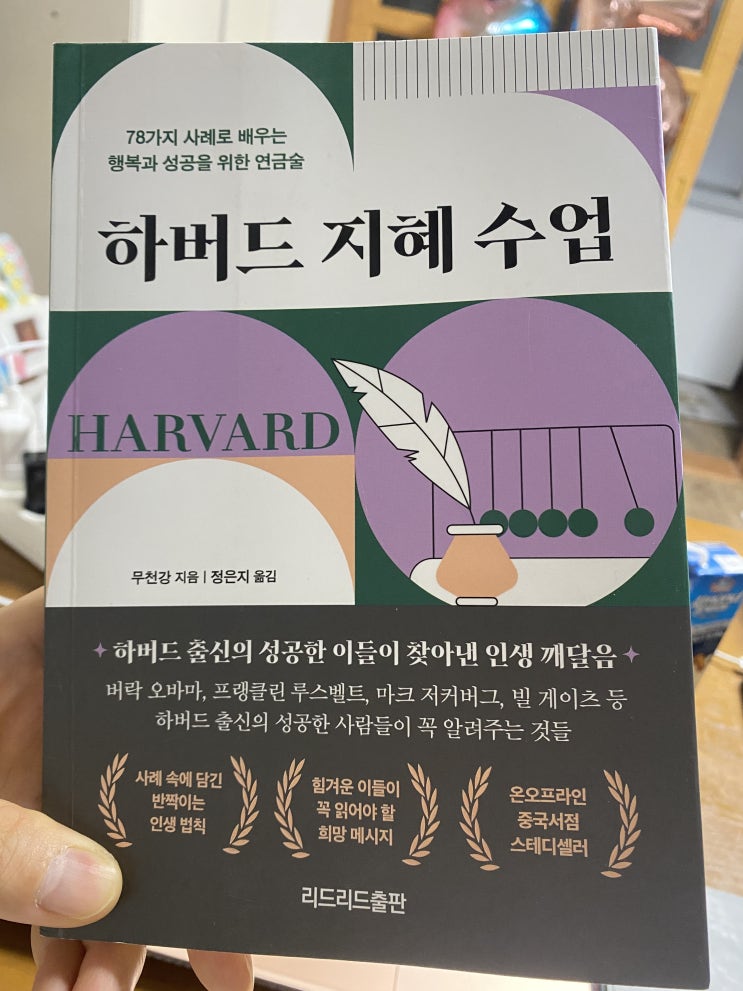 78가지 사례로 배우는
행복과 성공을 위한 연금술
하버드 지혜 수업
HARVARD
무천강 지음 | 정은지 옮김
하버드 출신의 성공한 이들이 찾아낸 인생 깨달음
버락 오바마, 프랭클린 루스벨트, 마크 저커버그, 빌 게이츠 등
하버드 출신의 성공한 사람들이 꼭 알려주는 것들
사례 속에 담긴
반짝이는
인생 법칙
힘겨운 이들이
꼭 읽어야 할
희망 메시지
온오프라인
중국서점
스테디셀러
리드리드출판